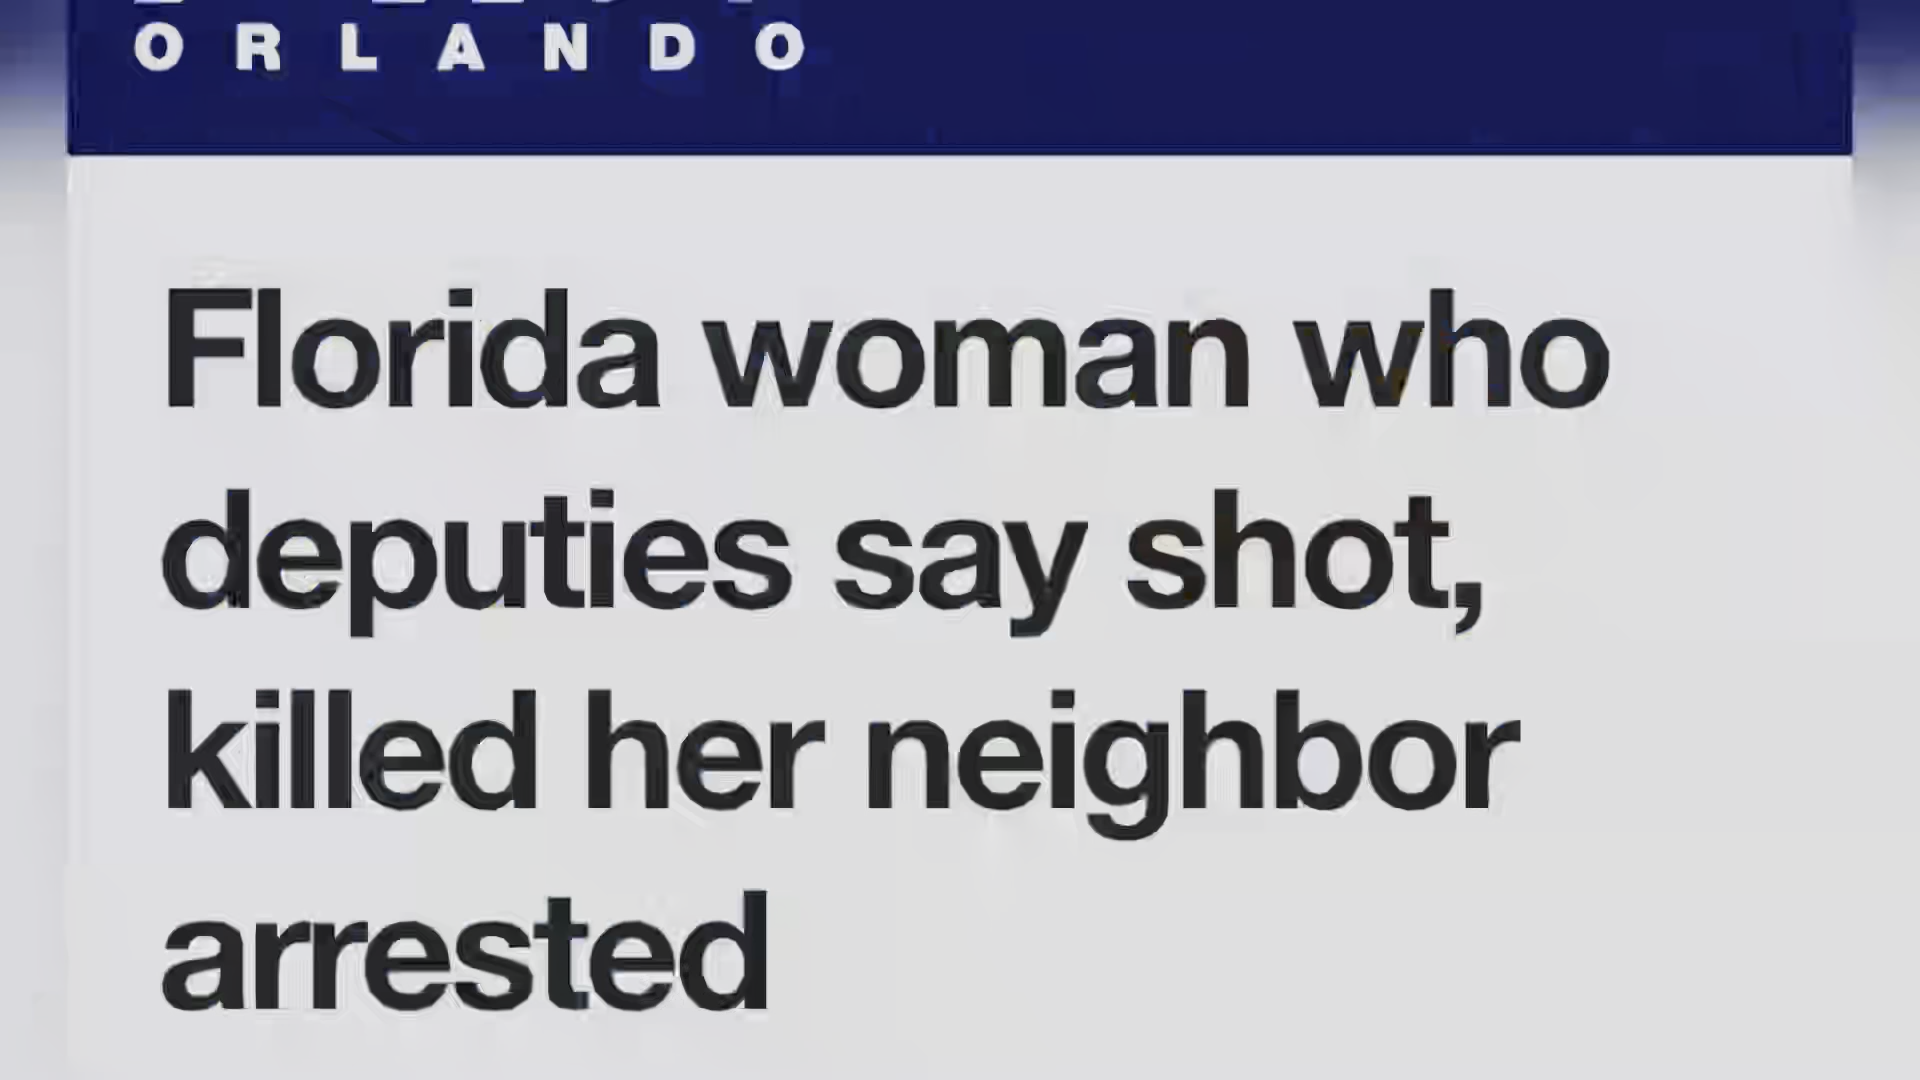 ORLANDO
Florida woman who
deputies say shot,
killed her neighbor
arrested